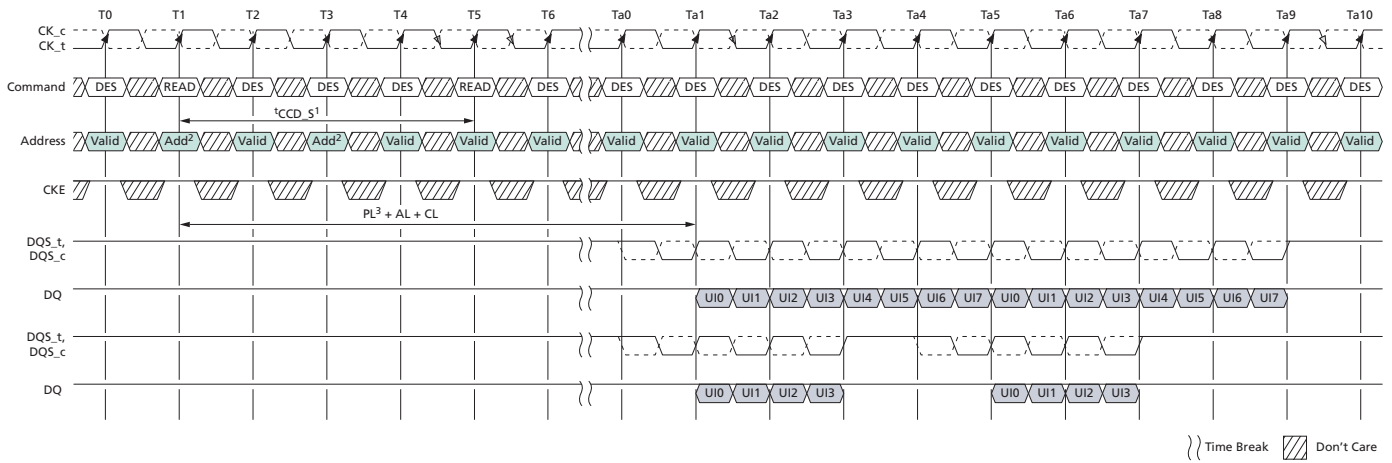 T0 T1 T2 T3 T4 T5 T6 Ta0 Ta1 Ta2 Ta3 Ta4 Ta5 Ta6 Ta7 Ta8 Ta9 Ta10
CK_c
CK_t
Command DES READ DES DES DES READ DES DES DES DES DES DES DES DES DES DES DES DES
tCCD_S1
Address Valid Add2 Valid Add2 Valid Valid Valid Valid Valid Valid Valid Valid Valid Valid Valid Valid Valid Valid
CKE
PL3 + AL + CL
DQS_t,
DQS_c
DQ UI0 UI1 UI2 UI3 UI4 UI5 UI6 UI7 UI0 UI1 UI2 UI3 UI4 UI5 UI6 UI7
DQS_t,
DQS_c
DQ UI0 UI1 UI2 UI3 UI0 UI1 UI2 UI3
Time Break Don't Care